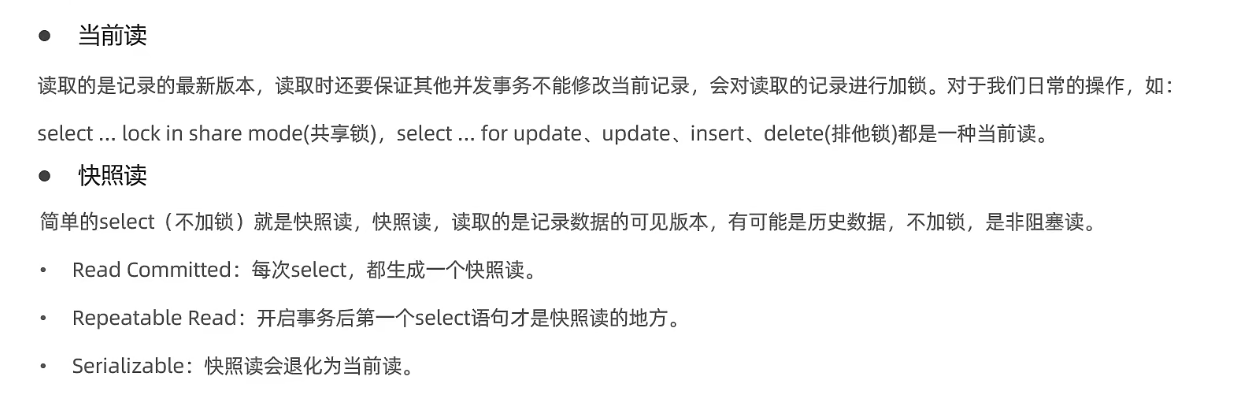 ● 当前读
读取的是记录的最新版本，读取时还要保证其他并发事务不能修改当前记录，会对读取的记录进行加锁。对于我们日常的操作，如：
select ... lock in share mode(共享锁)，select ... for update、update、insert、delete(排他锁)都是一种当前读。
● 快照读
简单的select（不加锁）就是快照读，快照读，读取的是记录数据的可见版本，有可能是历史数据，不加锁，是非阻塞读。
• Read Committed：每次select，都生成一个快照读。
• Repeatable Read：开启事务后第一个select语句才是快照读的地方。
• Serializable：快照读会退化为当前读。